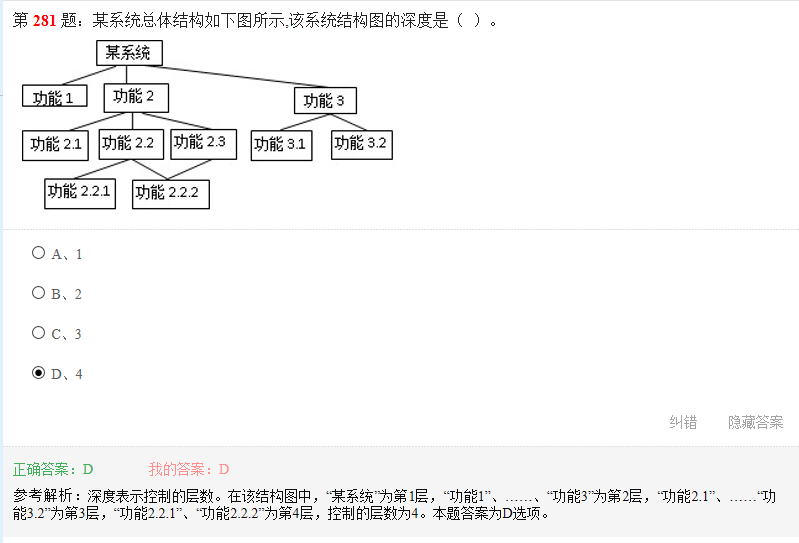 第 281 题：某系统总体结构如下图所示,该系统结构图的深度是（ ）。
某系统
功能 1
功能 2
功能 3
功能 2.1
功能 2.2
功能 2.3
功能 3.1
功能 3.2
功能 2.2.1
功能 2.2.2
A、1
B、2
C、3
D、4
纠错 隐藏答案
正确答案：D 我的答案：D
参考解析：深度表示控制的层数。在该结构图中，“某系统”为第1层，“功能1”、……、“功能3”为第2层，“功能2.1”、……“功
能3.2”为第3层，“功能2.2.1”、“功能2.2.2”为第4层，控制的层数为4。本题答案为D选项。